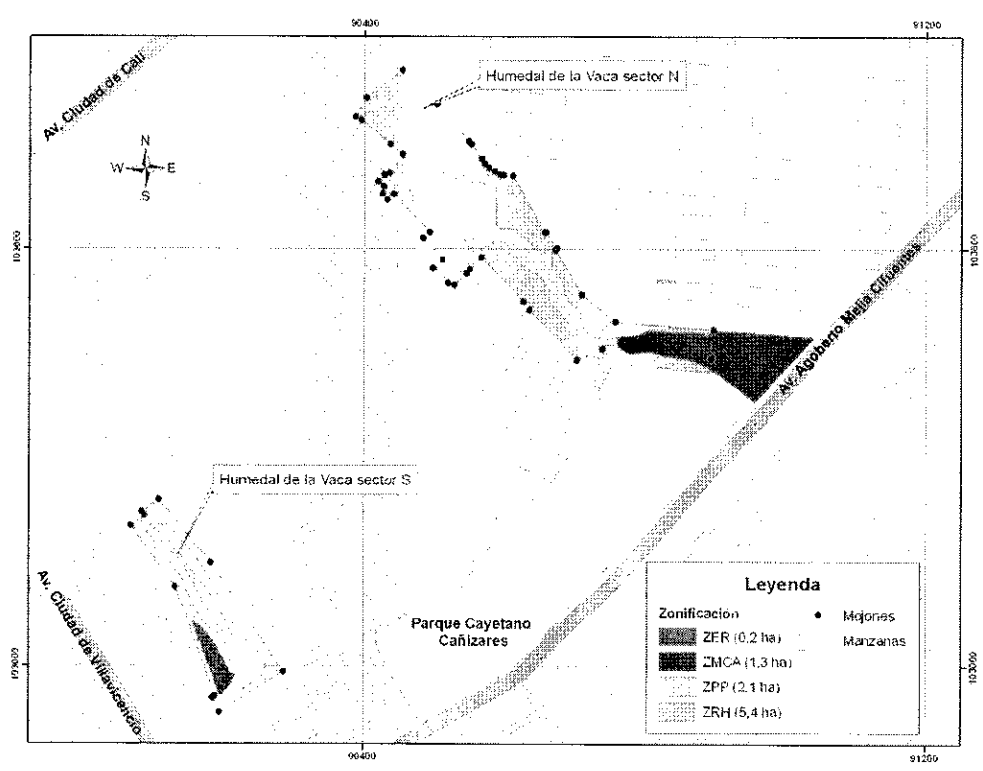 90400
91200
Av. Ciudad de Cali
Humedal de la Vaca sector N
N
W
E
S
103600
103600
Av. Agoberto Mejia Cifuentes
Humedal de la Vaca sector S
Av. Ciudad de Villavicencio
Parque Cayetano
Cañizares
Leyenda
Zonificación
Mojones
ZER (0,2 ha)
Manzanas
ZMCA (1,3 ha)
ZPP (2,1 ha)
ZRH (5,4 ha)
103000
103000
90400
91200